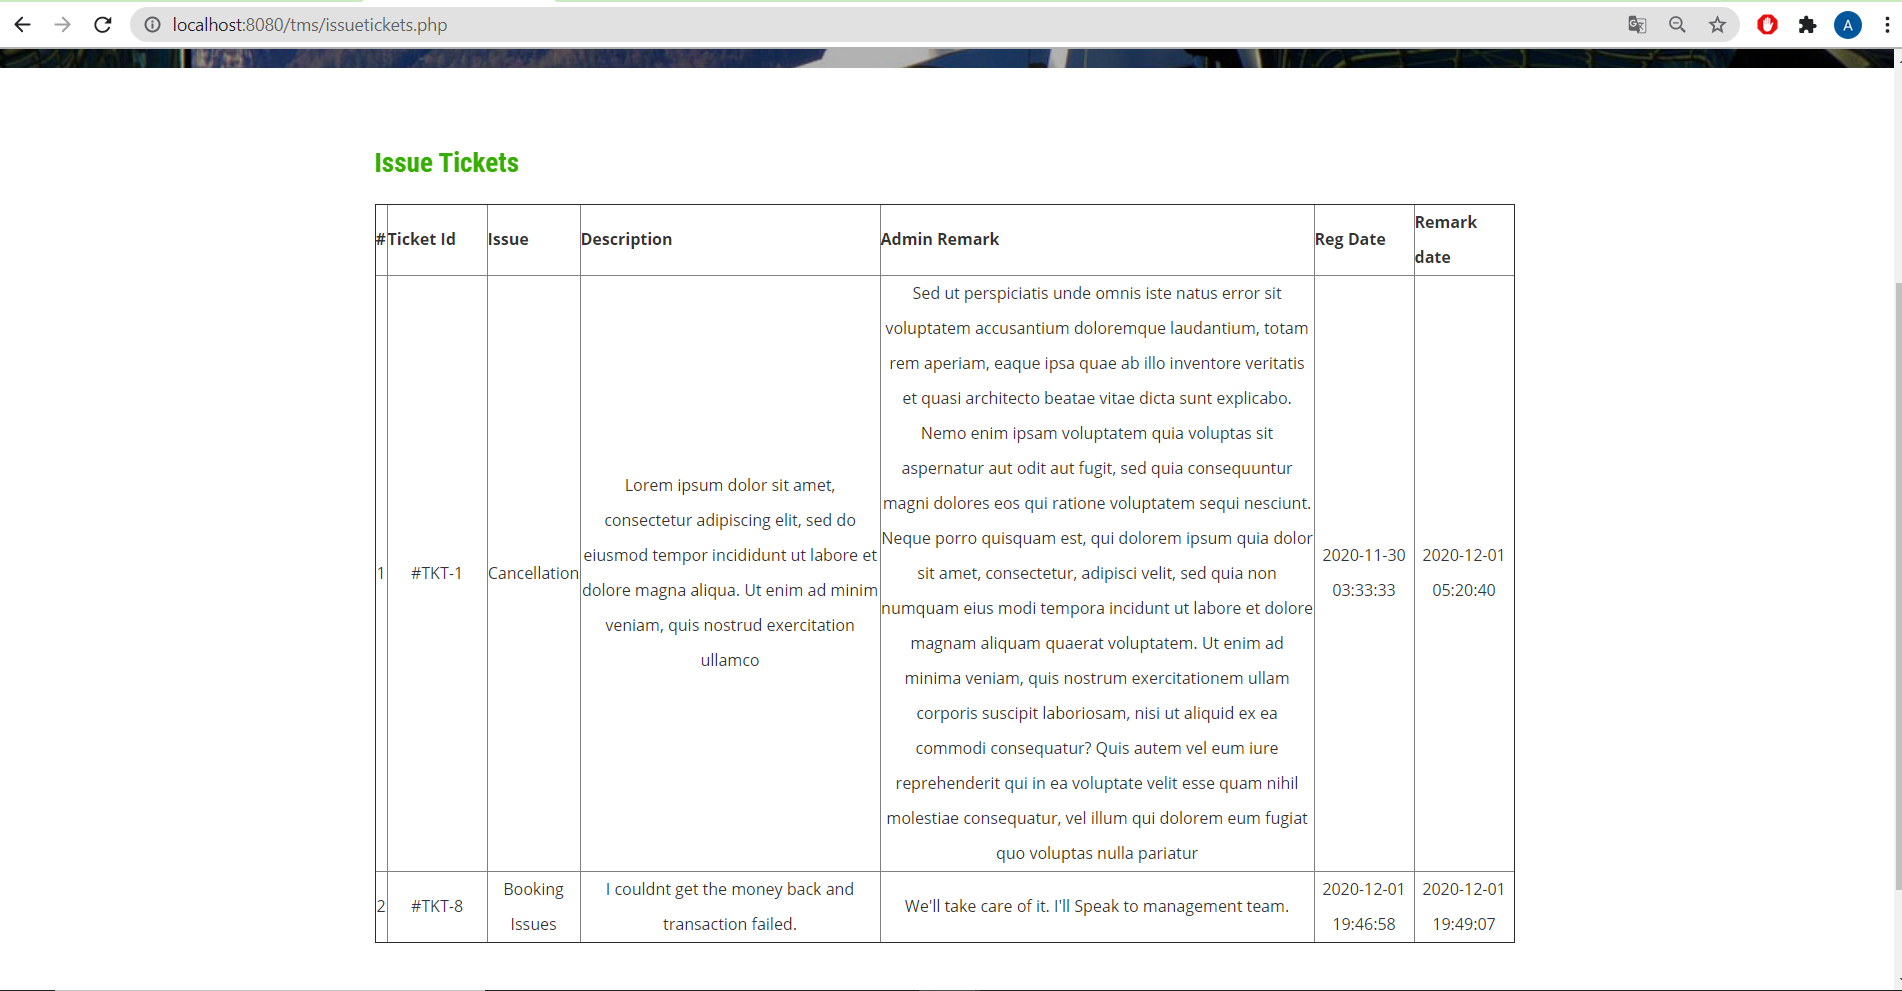 localhost:8080/tms/issuetickets.php
A
Issue Tickets
#
Ticket Id
Issue
Description
Admin Remark
Reg Date
Remark
date
1
#TKT-1
Cancellation
Lorem ipsum dolor sit amet,
consectetur adipiscing elit, sed do
eiusmod tempor incididunt ut labore et
dolore magna aliqua. Ut enim ad minim
veniam, quis nostrud exercitation
ullamco
Sed ut perspiciatis unde omnis iste natus error sit
voluptatem accusantium doloremque laudantium, totam
rem aperiam, eaque ipsa quae ab illo inventore veritatis
et quasi architecto beatae vitae dicta sunt explicabo.
Nemo enim ipsam voluptatem quia voluptas sit
aspernatur aut odit aut fugit, sed quia consequuntur
magni dolores eos qui ratione voluptatem sequi nesciunt.
Neque porro quisquam est, qui dolorem ipsum quia dolor
sit amet, consectetur, adipisci velit, sed quia non
numquam eius modi tempora incidunt ut labore et dolore
magnam aliquam quaerat voluptatem. Ut enim ad
minima veniam, quis nostrum exercitationem ullam
corporis suscipit laboriosam, nisi ut aliquid ex ea
commodi consequatur? Quis autem vel eum iure
reprehenderit qui in ea voluptate velit esse quam nihil
molestiae consequatur, vel illum qui dolorem eum fugiat
quo voluptas nulla pariatur
2020-11-30
03:33:33
2020-12-01
05:20:40
2
#TKT-8
Booking
Issues
I couldnt get the money back and
transaction failed.
We'll take care of it. I'll Speak to management team.
2020-12-01
19:46:58
2020-12-01
19:49:07